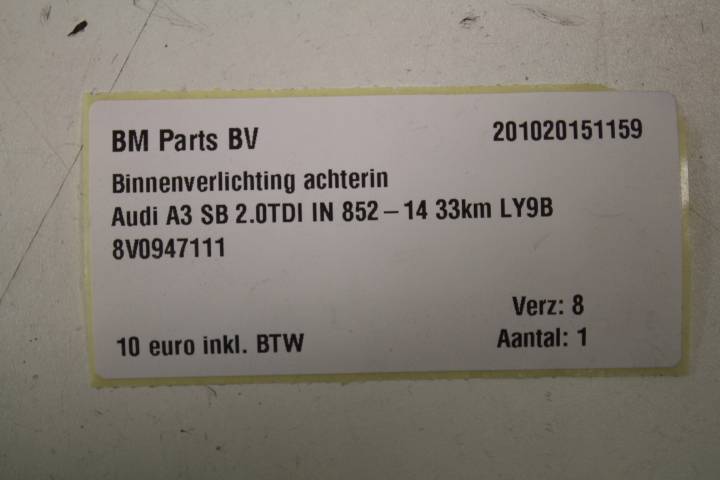 BM Parts BV 201020151159
Binnenverlichting achterin
Audi A3 SB 2.0TDI IN 852-14 33km LY9B
8V0947111
Verz: 8
10 euro inkl. BTW Aantal: 1